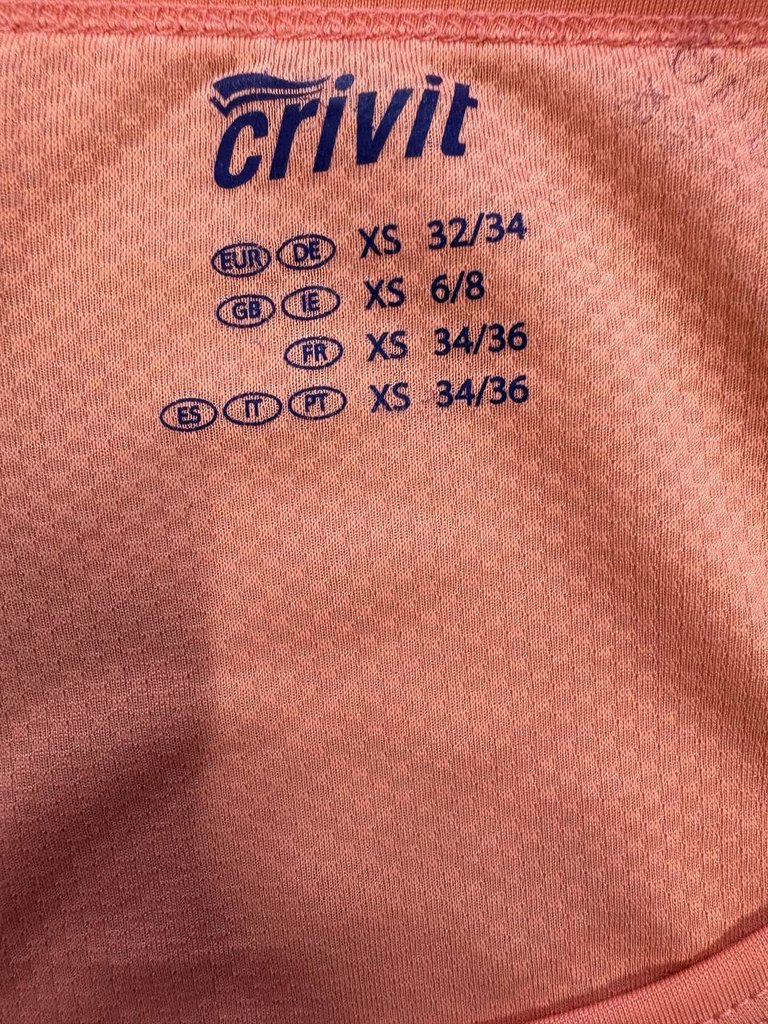 crivit
EUR DE XS 32/34
GB IE XS 6/8
FR XS 34/36
ES IT PT XS 34/36